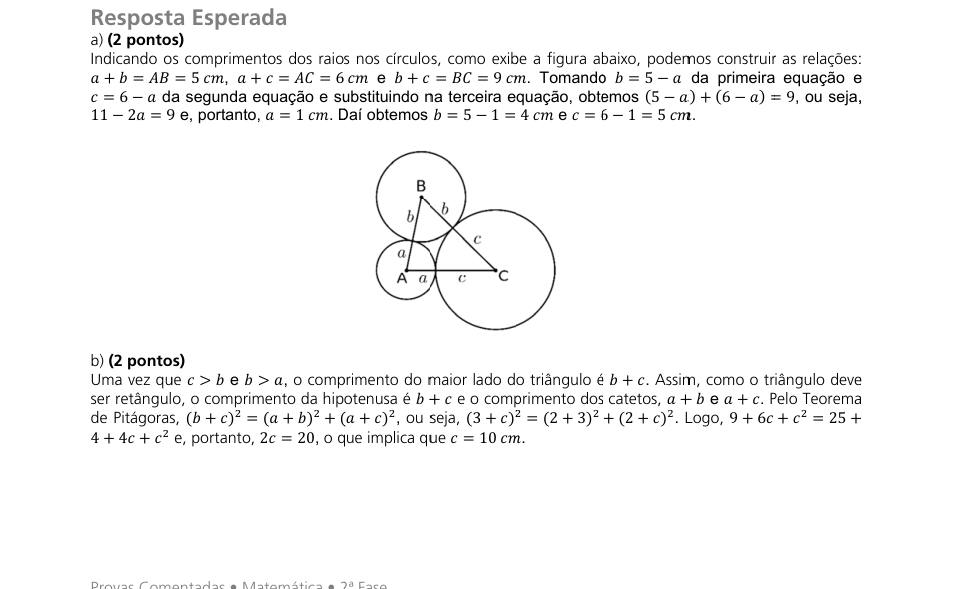 Resposta Esperada
a) (2 pontos)
Indicando os comprimentos dos raios nos círculos, como exibe a figura abaixo, podemos construir as relações:
a + b = AB = 5 cm, a + c = AC = 6 cm e b + c = BC = 9 cm. Tomando b = 5 − a da primeira equação e
c = 6 − a da segunda equação e substituindo na terceira equação, obtemos (5 − a) + (6 − a) = 9, ou seja,
11 − 2a = 9 e, portanto, a = 1 cm. Daí obtemos b = 5 − 1 = 4 cm e c = 6 − 1 = 5 cm.
B
b b
c
a
A a c C
b) (2 pontos)
Uma vez que c > b e b > a, o comprimento do maior lado do triângulo é b + c. Assim, como o triângulo deve
ser retângulo, o comprimento da hipotenusa é b + c e o comprimento dos catetos, a + b e a + c. Pelo Teorema
de Pitágoras, (b + c)² = (a + b)² + (a + c)², ou seja, (3 + c)² = (2 + 3)² + (2 + c)². Logo, 9 + 6c + c² = 25 +
4 + 4c + c² e, portanto, 2c = 20, o que implica que c = 10 cm.
Provas Comentadas • Matemática • 2ª Fase